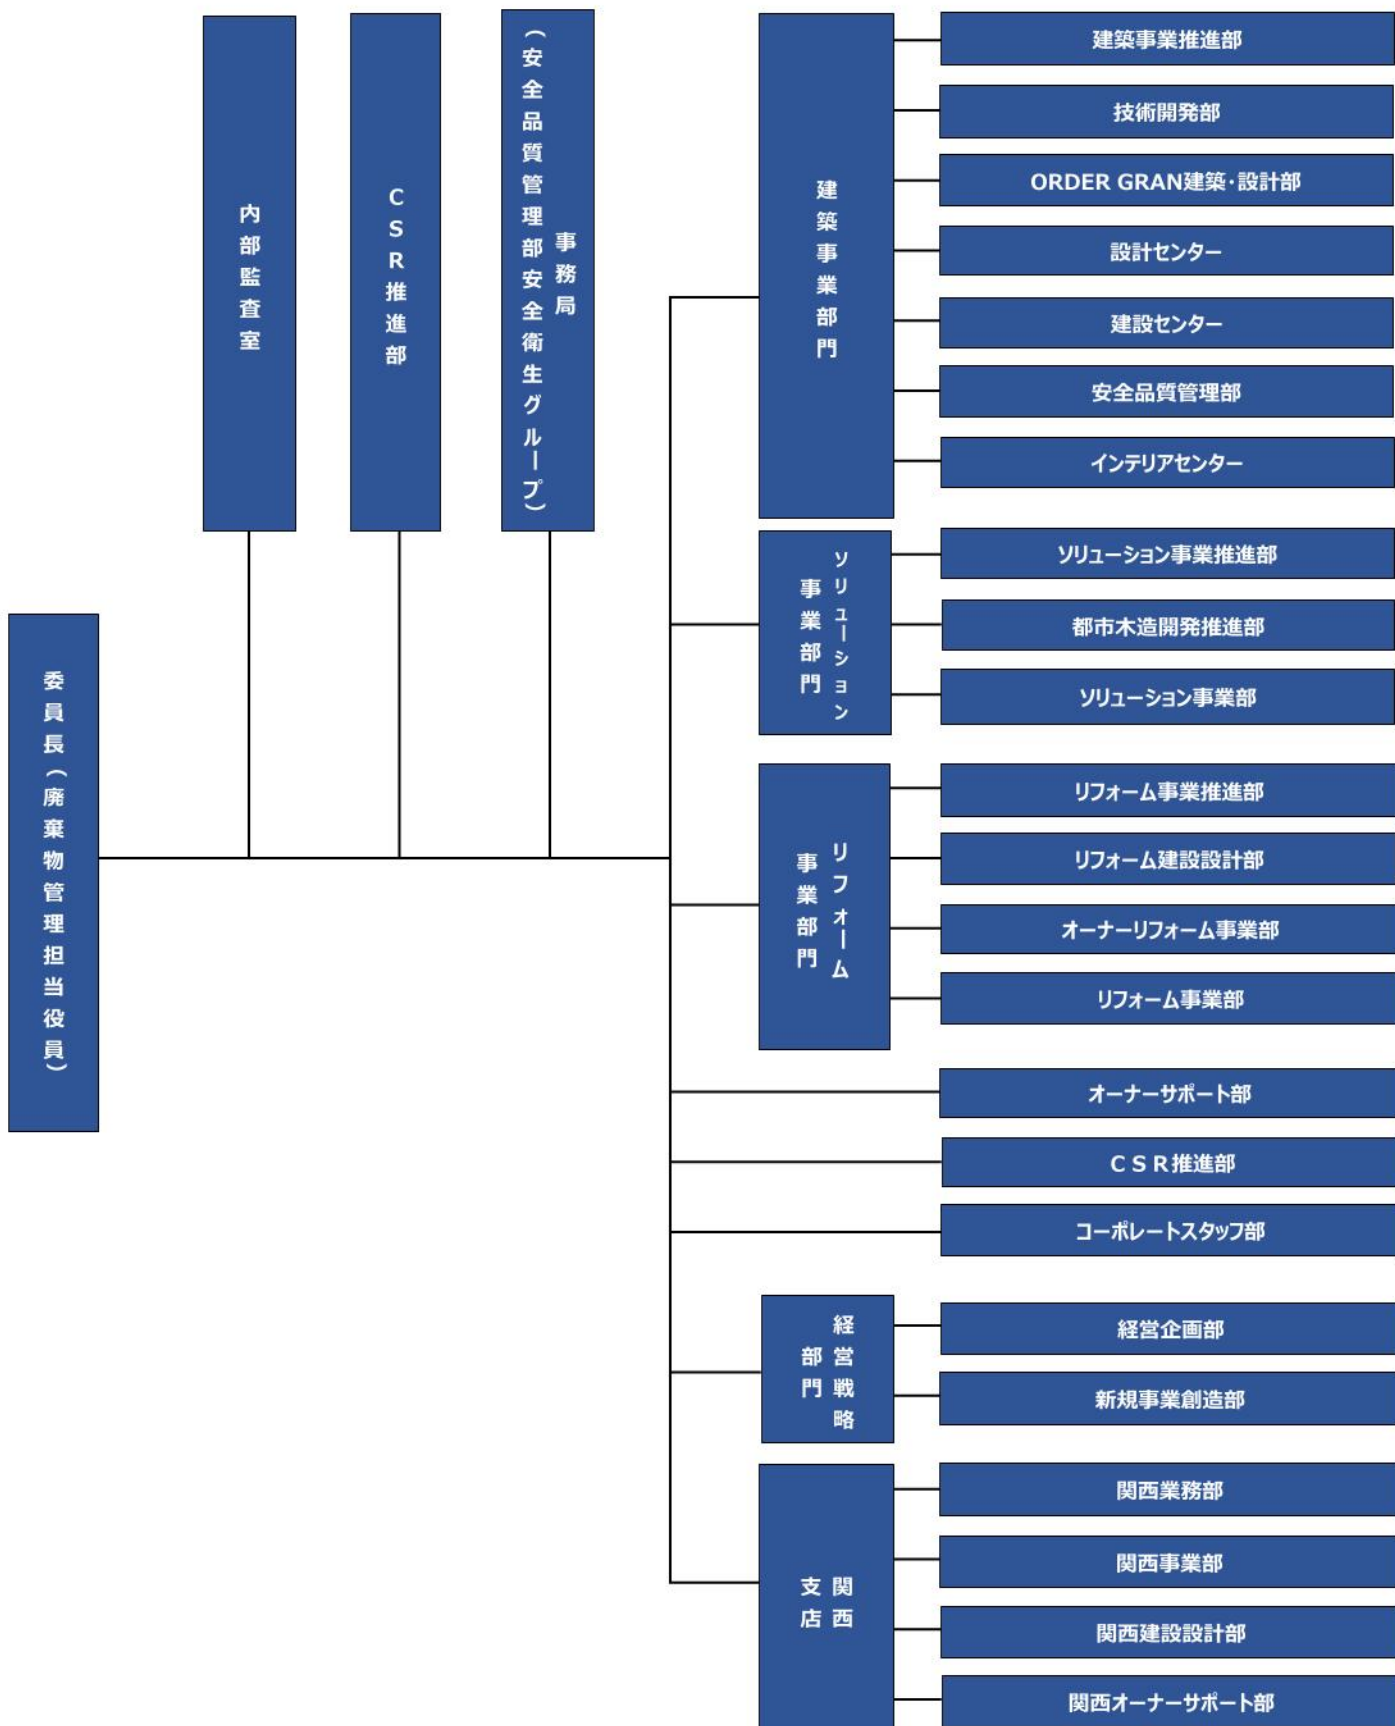 委員長（廃棄物管理担当役員）
内部監査室
CSR推進部
事務局
（安全品質管理部安全衛生グループ）
建築事業部門
建築事業推進部
技術開発部
ORDER GRAN建築・設計部
設計センター
建設センター
安全品質管理部
インテリアセンター
ソリューション
事業部門
ソリューション事業推進部
都市木造開発推進部
ソリューション事業部
リフォーム
事業部門
リフォーム事業推進部
リフォーム建設設計部
オーナーリフォーム事業部
リフォーム事業部
オーナーサポート部
ＣＳＲ推進部
コーポレートスタッフ部
経営戦略
部門
経営企画部
新規事業創造部
関西
支店
関西業務部
関西事業部
関西建設設計部
関西オーナーサポート部